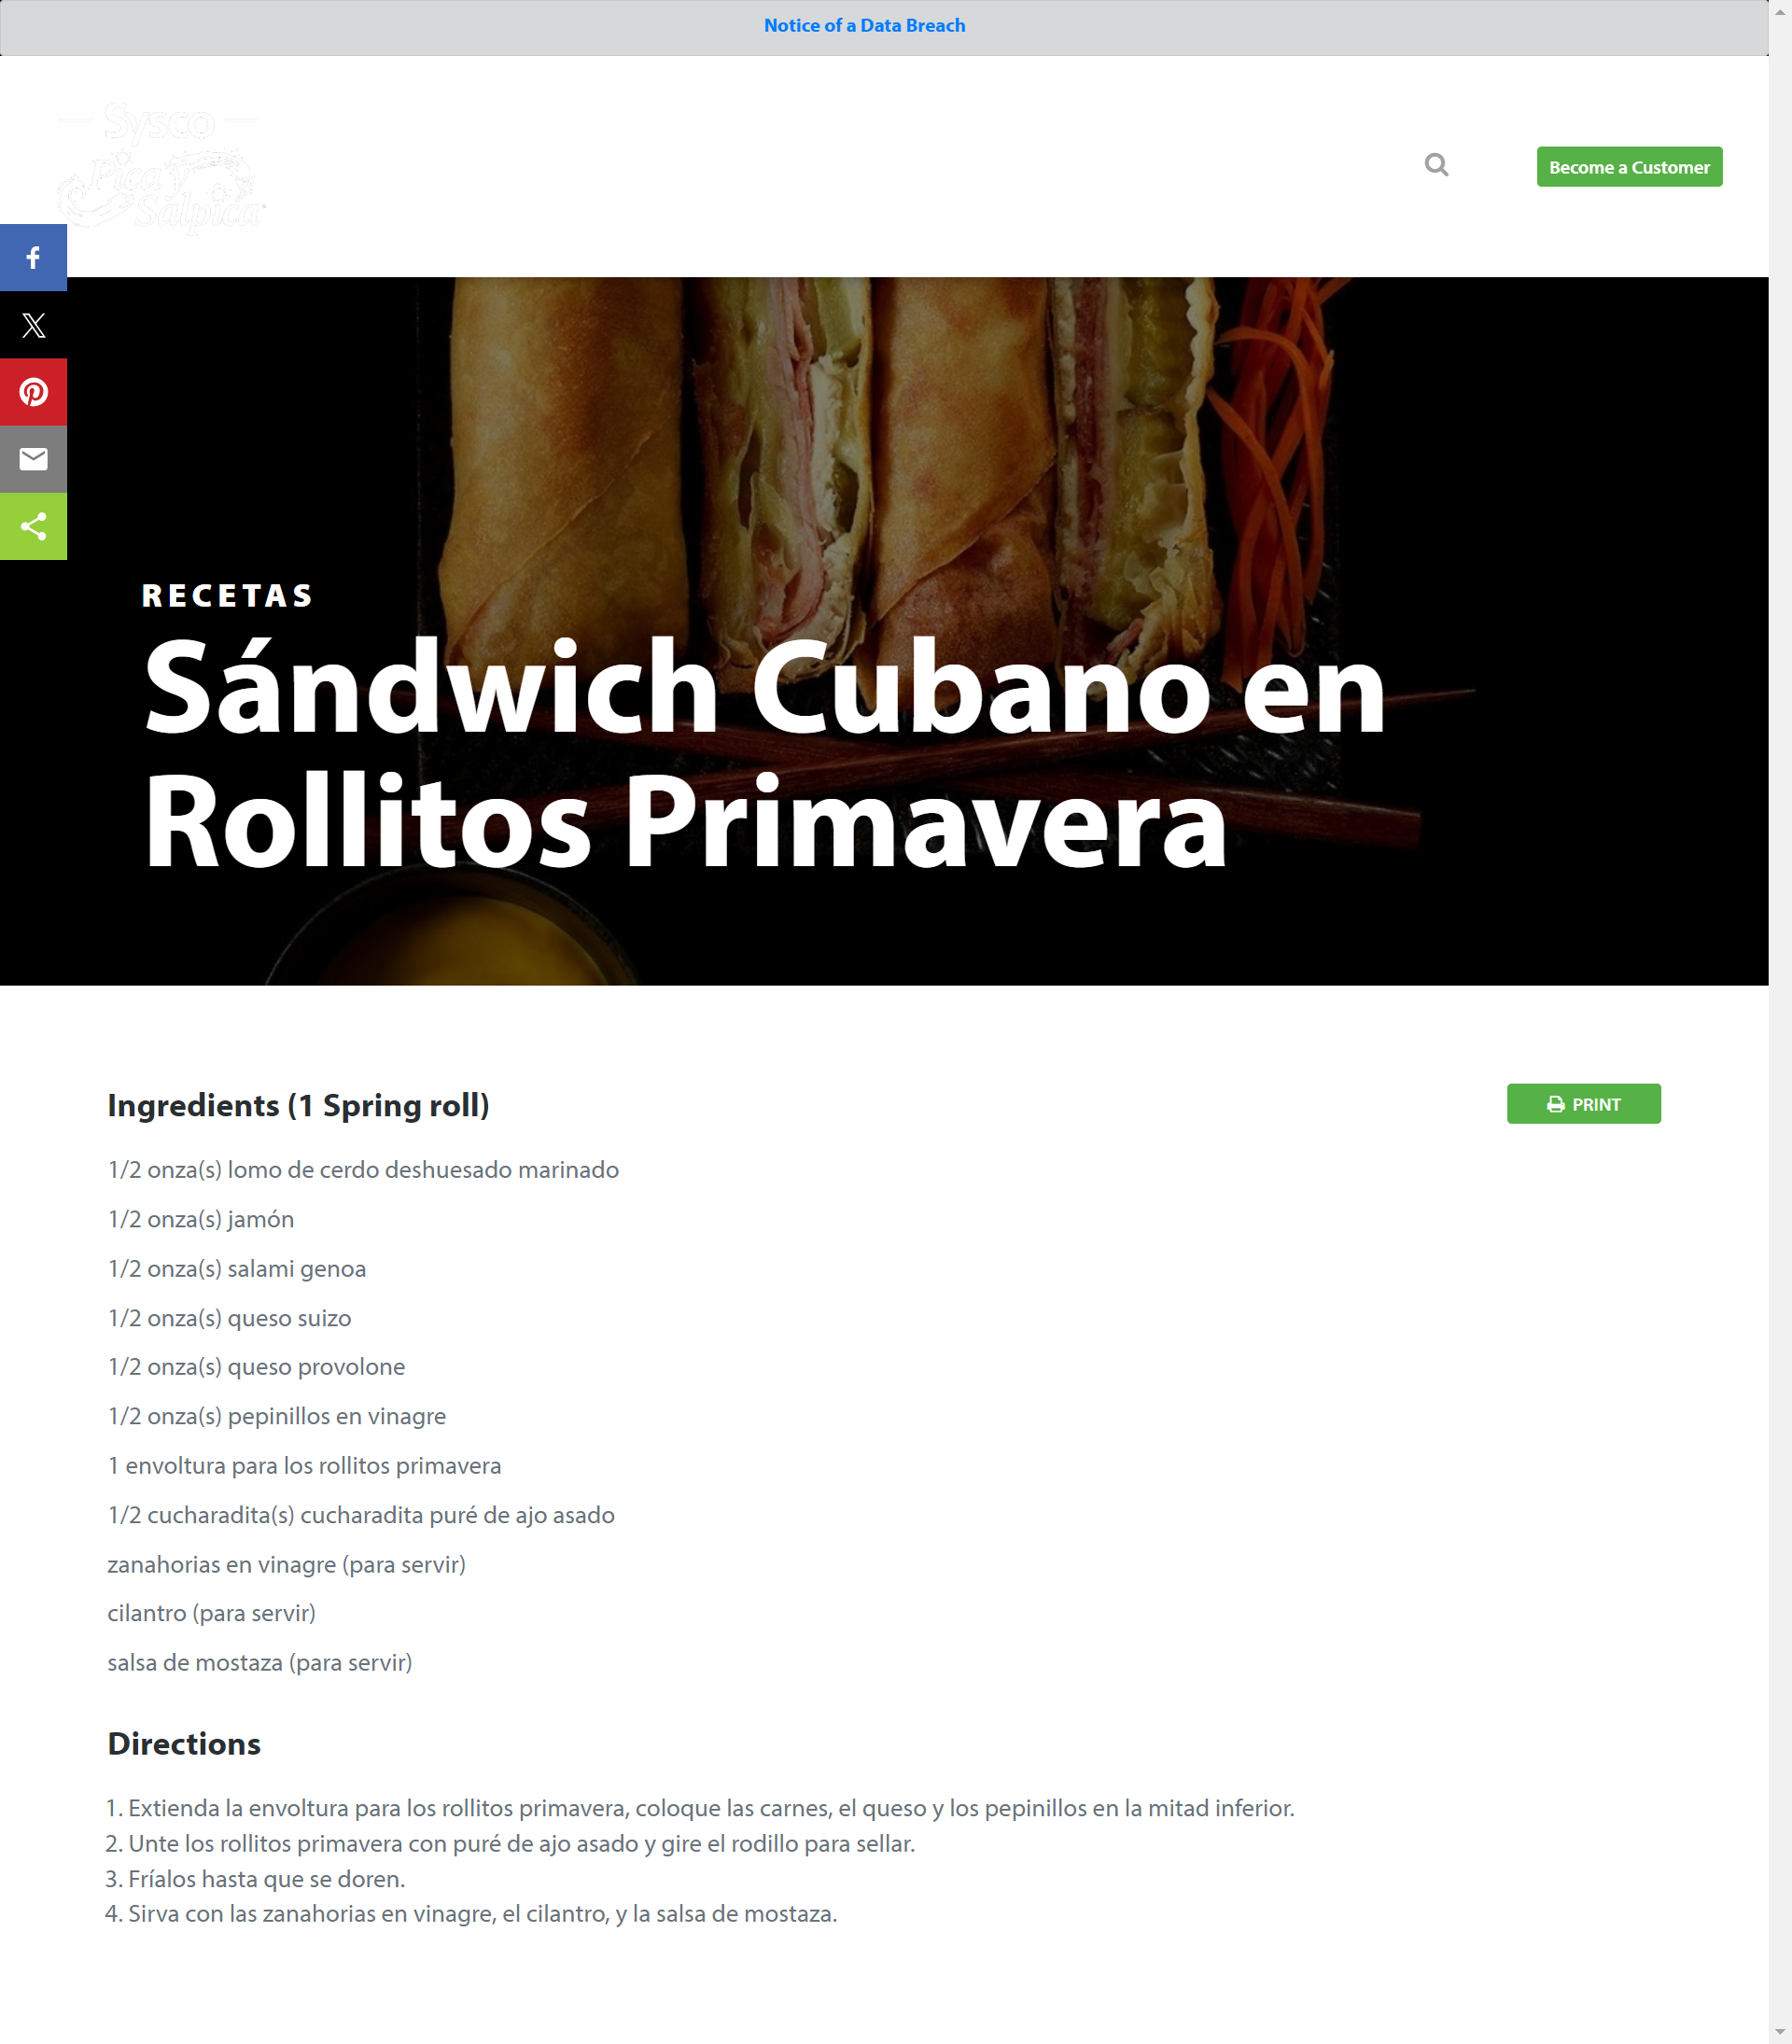 Notice of a Data Breach
Sysco
Pica y
Salpica
Become a Customer
RECETAS
Sándwich Cubano en
Rollitos Primavera
Ingredients (1 Spring roll)
PRINT
1/2 onza(s) lomo de cerdo deshuesado marinado
1/2 onza(s) jamón
1/2 onza(s) salami genoa
1/2 onza(s) queso suizo
1/2 onza(s) queso provolone
1/2 onza(s) pepinillos en vinagre
1 envoltura para los rollitos primavera
1/2 cucharadita(s) cucharadita puré de ajo asado
zanahorias en vinagre (para servir)
cilantro (para servir)
salsa de mostaza (para servir)
Directions
1. Extienda la envoltura para los rollitos primavera, coloque las carnes, el queso y los pepinillos en la mitad inferior.
2. Unte los rollitos primavera con puré de ajo asado y gire el rodillo para sellar.
3. Fríalos hasta que se doren.
4. Sirva con las zanahorias en vinagre, el cilantro, y la salsa de mostaza.